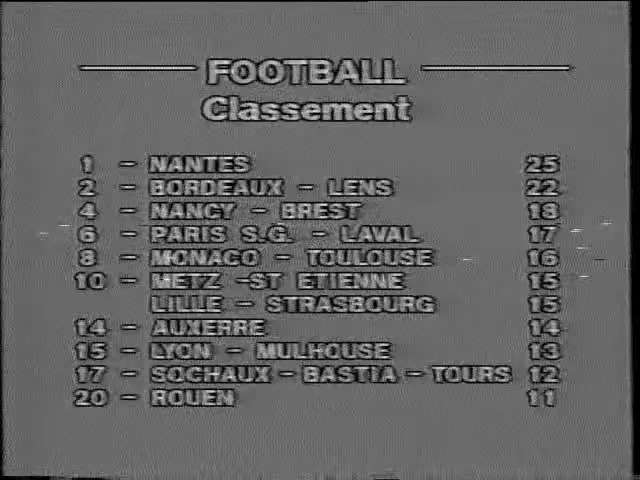 FOOTBALL
Classement
1 - NANTES 25
2 - BORDEAUX - LENS 22
4 - NANCY - BREST 18
6 - PARIS S.G. - LAVAL 17
8 - MONACO - TOULOUSE 16
10 - METZ -ST ETIENNE 15
LILLE - STRASBOURG 15
14 - AUXERRE 14
15 - LYON - MULHOUSE 13
17 - SOCHAUX - BASTIA - TOURS 12
20 - ROUEN 11